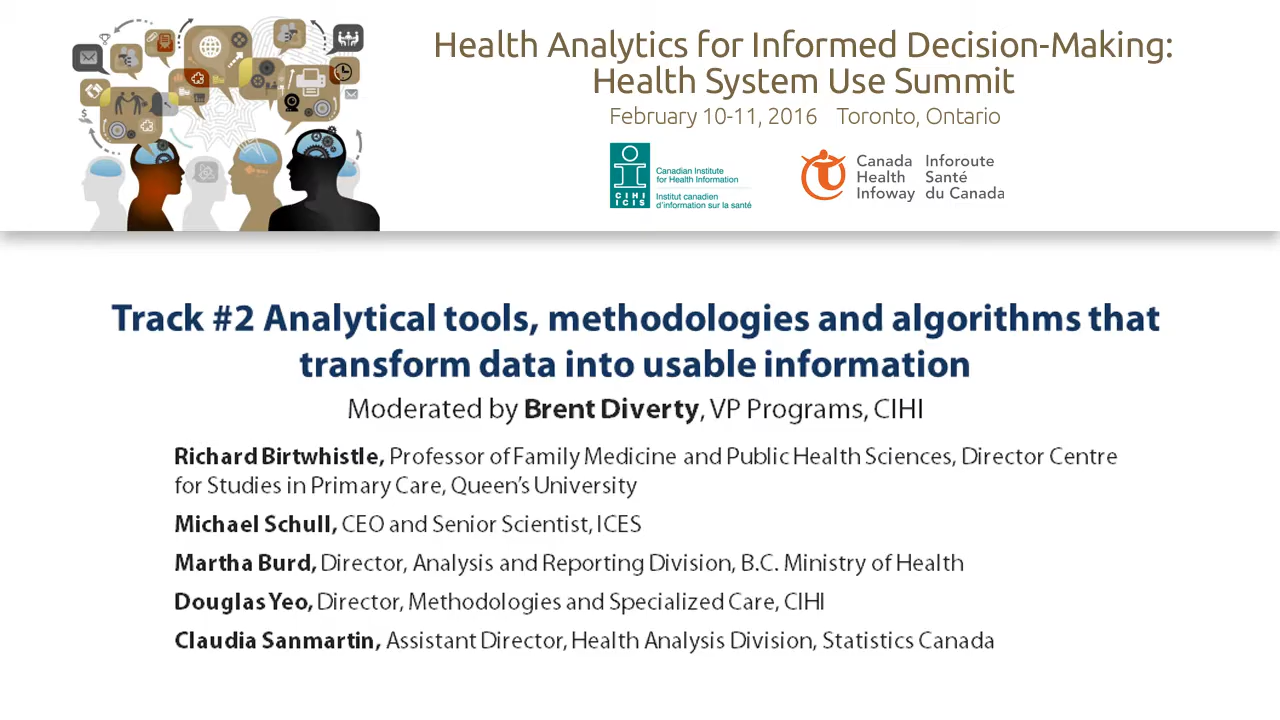 Health Analytics for Informed Decision-Making:
Health System Use Summit
February 10-11, 2016 Toronto, Ontario
CIHI
ICIS
Canadian Institute
for Health Information
Institut canadien
d'information sur la santé
Canada Inforoute
Health Santé
Infoway du Canada
Track #2 Analytical tools, methodologies and algorithms that
transform data into usable information
Moderated by Brent Diverty, VP Programs, CIHI
Richard Birtwhistle, Professor of Family Medicine and Public Health Sciences, Director Centre
for Studies in Primary Care, Queen's University
Michael Schull, CEO and Senior Scientist, ICES
Martha Burd, Director, Analysis and Reporting Division, B.C. Ministry of Health
Douglas Yeo, Director, Methodologies and Specialized Care, CIHI
Claudia Sanmartin, Assistant Director, Health Analysis Division, Statistics Canada